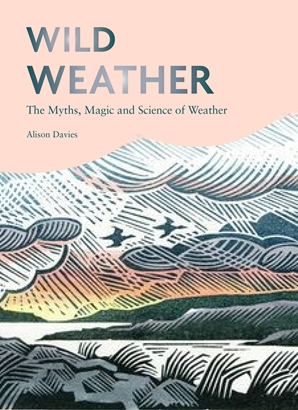 WILD
WEATHER
The Myths, Magic and Science of Weather
Alison Davies